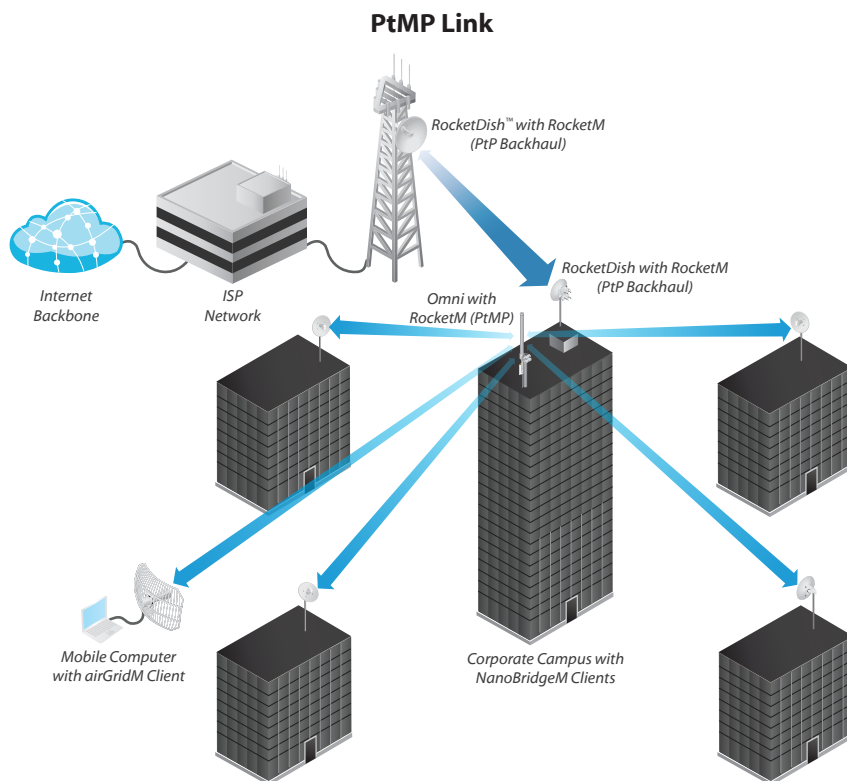 PtMP Link
RocketDish™ with RocketM
(PtP Backhaul)
Internet
Backbone
ISP
Network
RocketDish with RocketM
(PtP Backhaul)
Omni with
RocketM (PtMP)
Mobile Computer
with airGridM Client
Corporate Campus with
NanoBridgeM Clients